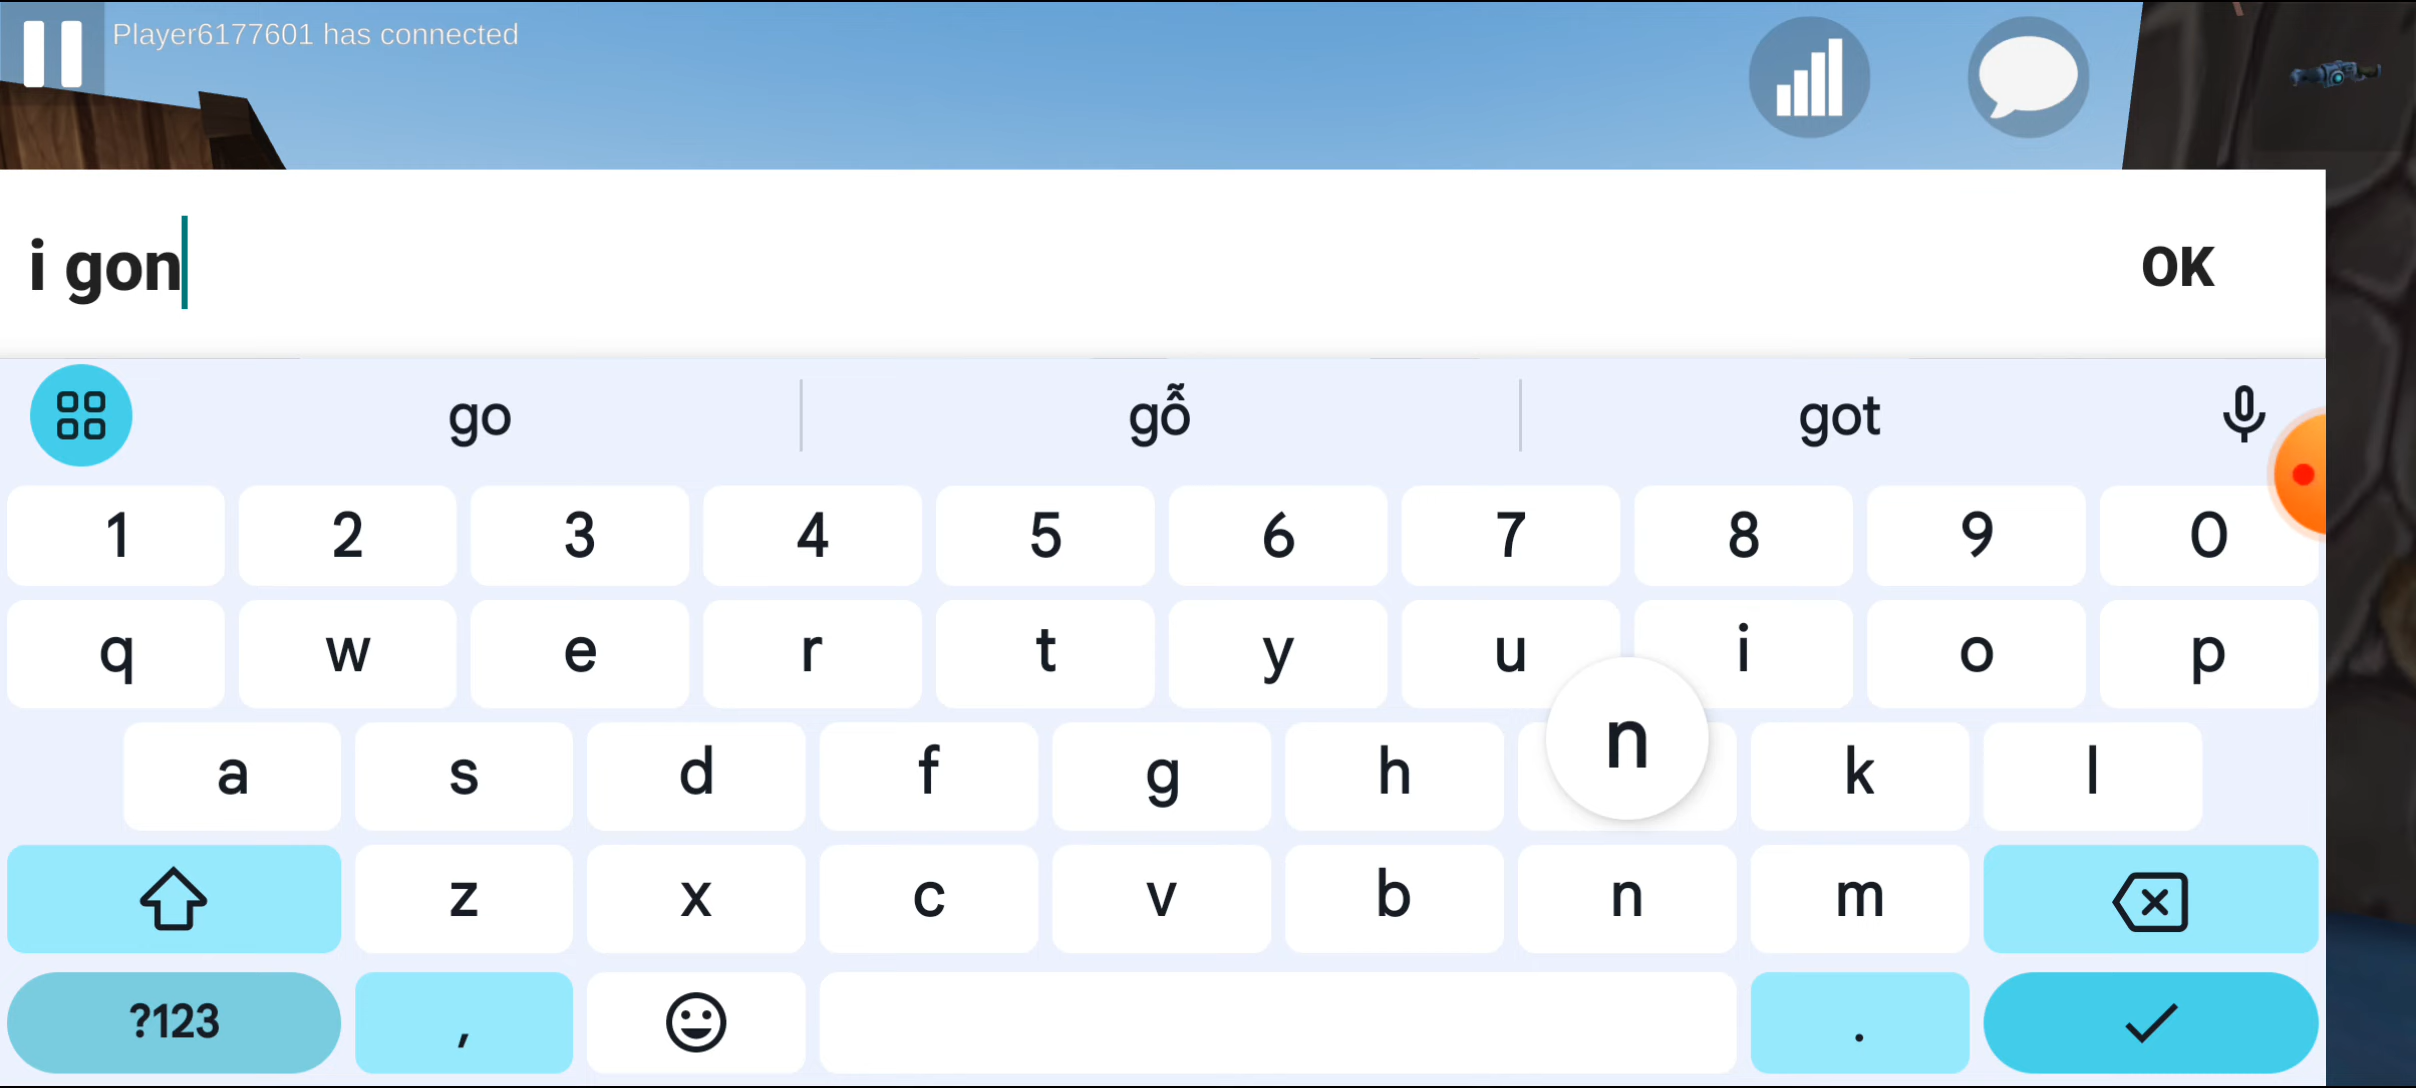 Player6177601 has connected
i gon
OK
go gỗ got
1 2 3 4 5 6 7 8 9 0
q w e r t y u i o p
n
a s d f g h k l
z x c v b n m
?123 , .